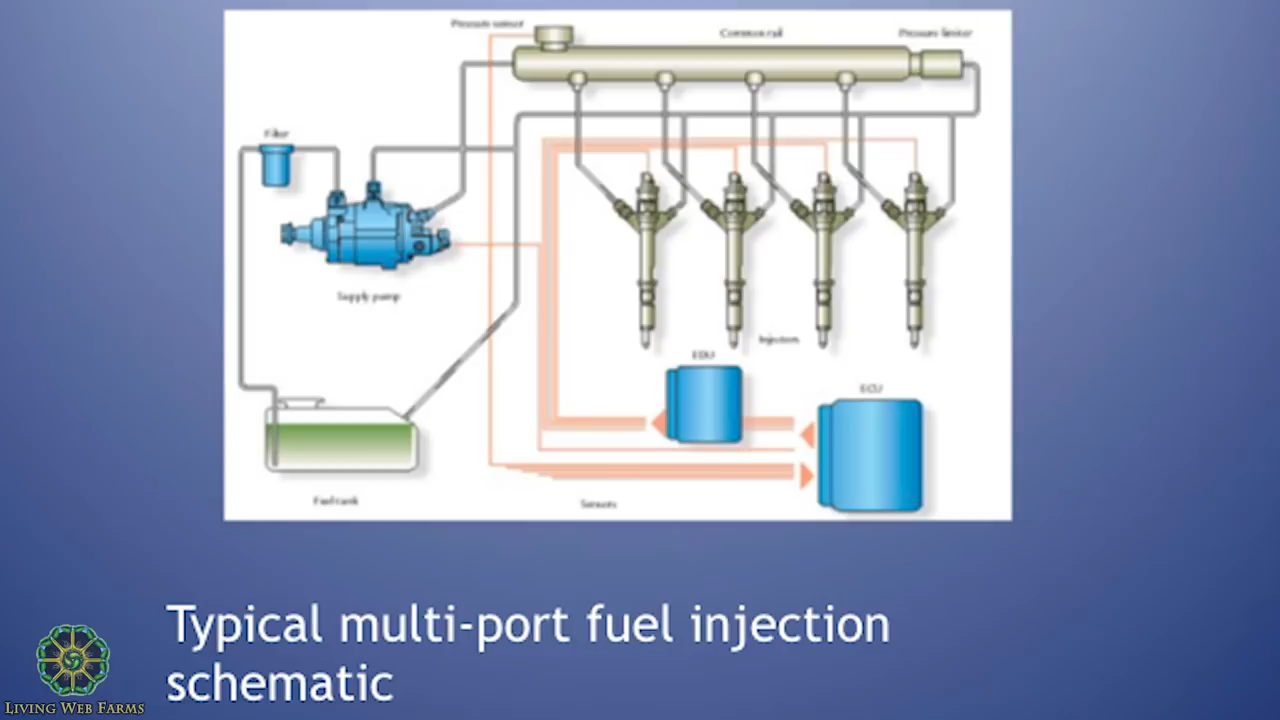 Pressure sensor
Common rail
Pressure limiter
Filter
Supply pump
Injectors
EDU
ECU
Fuel tank
Sensors
Typical multi-port fuel injection
schematic
LIVING WEB FARMS